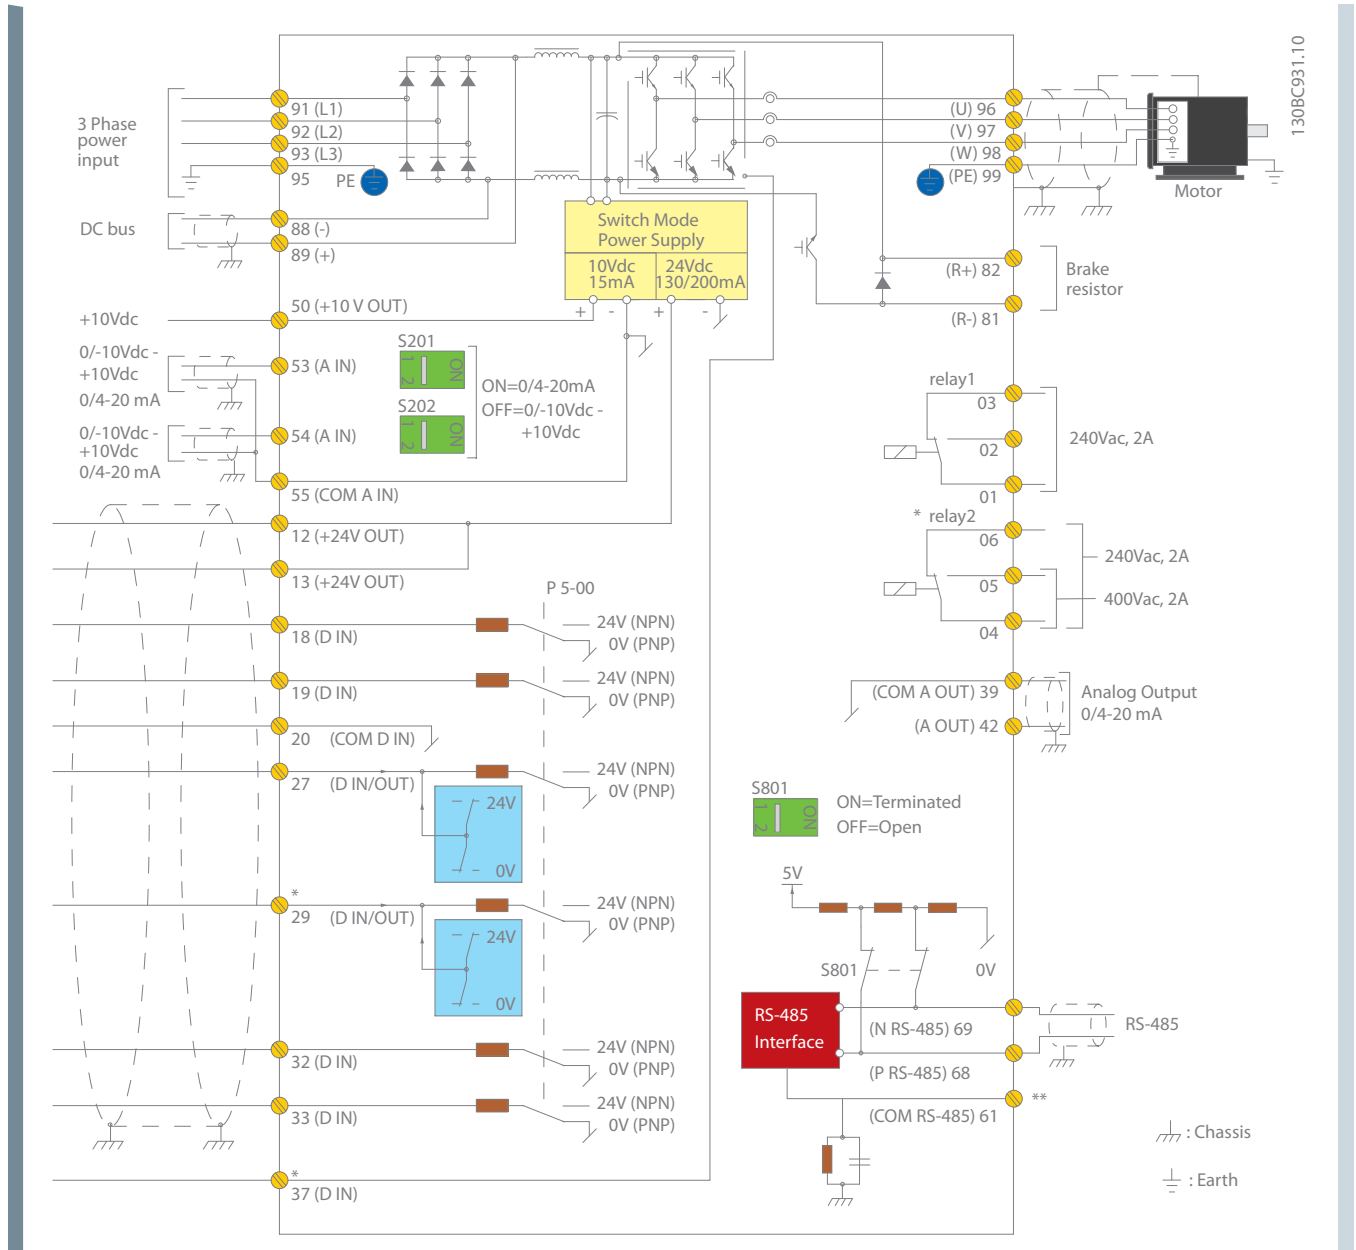 130BC931.10
3 Phase
power
input
91 (L1)
92 (L2)
93 (L3)
95
PE
DC bus
88 (-)
89 (+)
Switch Mode
Power Supply
10Vdc
15mA
24Vdc
130/200mA
+
-
+
-
+10Vdc
50 (+10 V OUT)
0/-10Vdc -
+10Vdc
0/4-20 mA
53 (A IN)
0/-10Vdc -
+10Vdc
0/4-20 mA
54 (A IN)
55 (COM A IN)
S201
1
2
ON
S202
1
2
ON
ON=0/4-20mA
OFF=0/-10Vdc -
+10Vdc
12 (+24V OUT)
13 (+24V OUT)
P 5-00
18 (D IN)
24V (NPN)
0V (PNP)
19 (D IN)
24V (NPN)
0V (PNP)
20 (COM D IN)
27 (D IN/OUT)
24V (NPN)
0V (PNP)
24V
0V
*
29 (D IN/OUT)
24V (NPN)
0V (PNP)
24V
0V
32 (D IN)
24V (NPN)
0V (PNP)
33 (D IN)
24V (NPN)
0V (PNP)
*
37 (D IN)
(U) 96
(V) 97
(W) 98
(PE) 99
Motor
(R+) 82
(R-) 81
Brake
resistor
relay1
03
02
01
240Vac, 2A
* relay2
06
05
04
240Vac, 2A
400Vac, 2A
(COM A OUT) 39
(A OUT) 42
Analog Output
0/4-20 mA
S801
1
2
ON
ON=Terminated
OFF=Open
5V
S801
0V
RS-485
Interface
(N RS-485) 69
(P RS-485) 68
(COM RS-485) 61
RS-485
**
: Chassis
: Earth